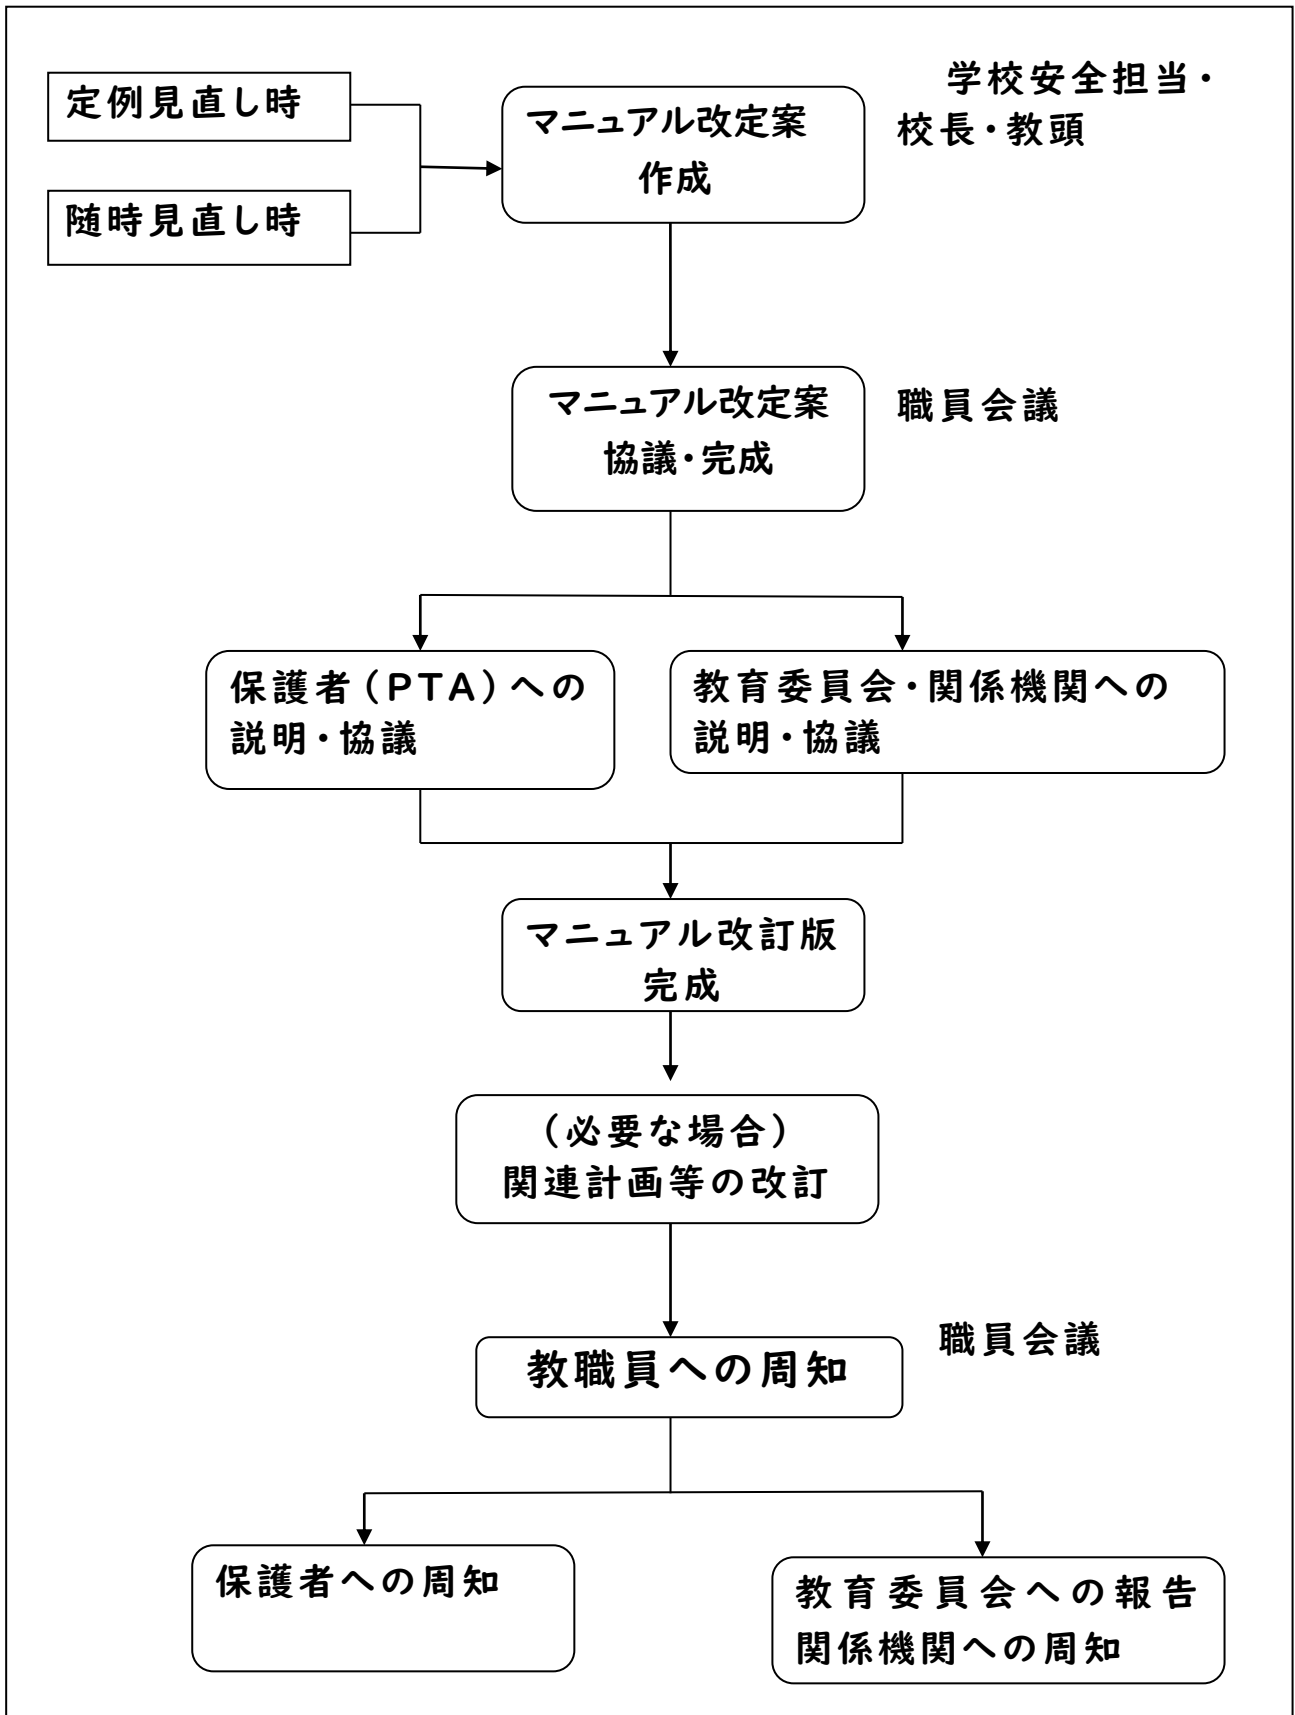 定例見直し時
随時見直し時
マニュアル改定案
作成
学校安全担当・
校長・教頭
マニュアル改定案
協議・完成
職員会議
保護者（PTA）への
説明・協議
教育委員会・関係機関への
説明・協議
マニュアル改訂版
完成
（必要な場合）
関連計画等の改訂
教職員への周知
職員会議
保護者への周知
教育委員会への報告
関係機関への周知